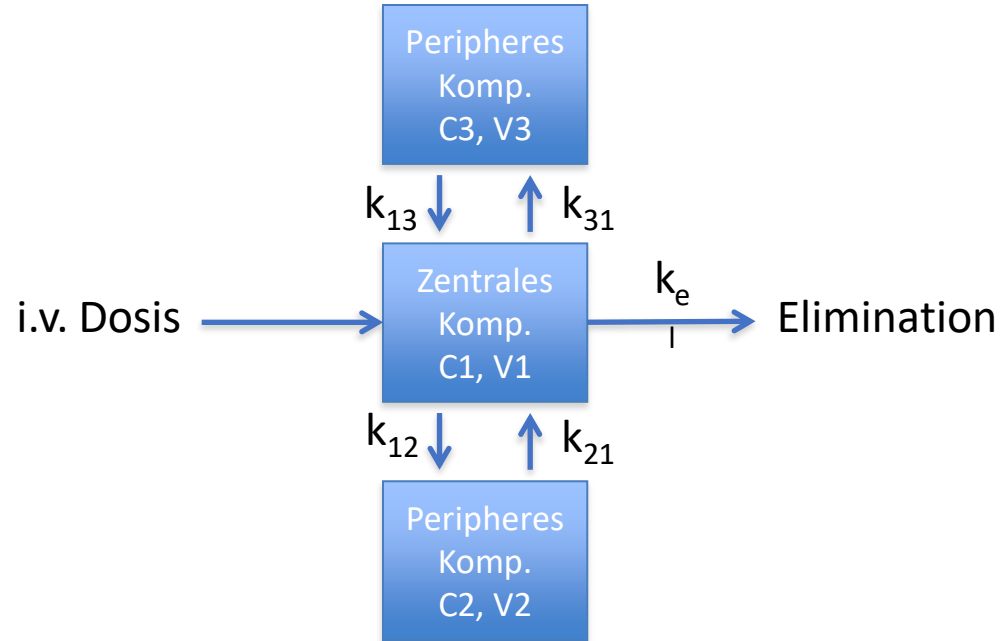 Peripheres
Komp.
C3, V3
k₁₃
k₃₁
i.v. Dosis
Zentrales
Komp.
C1, V1
kₑ
l
Elimination
k₁₂
k₂₁
Peripheres
Komp.
C2, V2